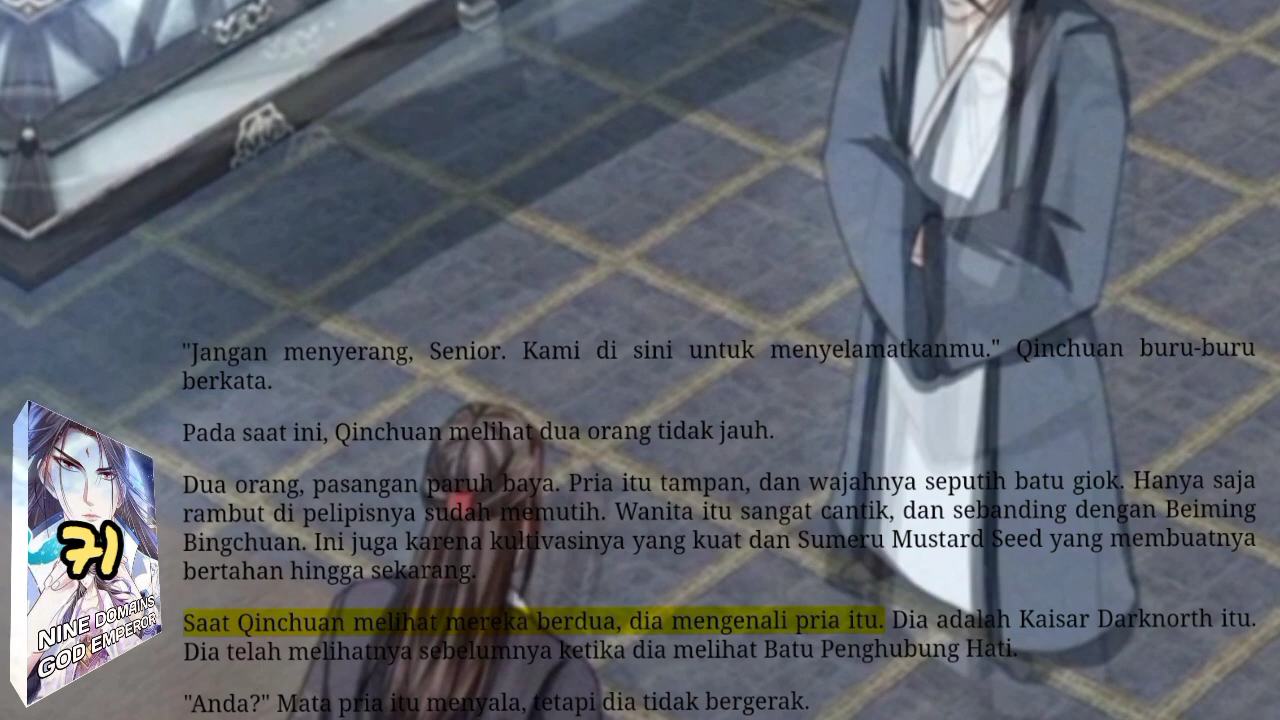 "Jangan menyerang, Senior. Kami di sini untuk menyelamatkanmu." Qinchuan buru-buru
berkata.
Pada saat ini, Qinchuan melihat dua orang tidak jauh.
Dua orang, pasangan paruh baya. Pria itu tampan, dan wajahnya seputih batu giok. Hanya saja
rambut di pelipisnya sudah memutih. Wanita itu sangat cantik, dan sebanding dengan Beiming
Bingchuan. Ini juga karena kultivasinya yang kuat dan Sumeru Mustard Seed yang membuatnya
bertahan hingga sekarang.
Saat Qinchuan melihat mereka berdua, dia mengenali pria itu. Dia adalah Kaisar Darknorth itu.
Dia telah melihatnya sebelumnya ketika dia melihat Batu Penghubung Hati.
"Anda?" Mata pria itu menyala, tetapi dia tidak bergerak.
71
NINE DOMAINS
GOD EMPEROR